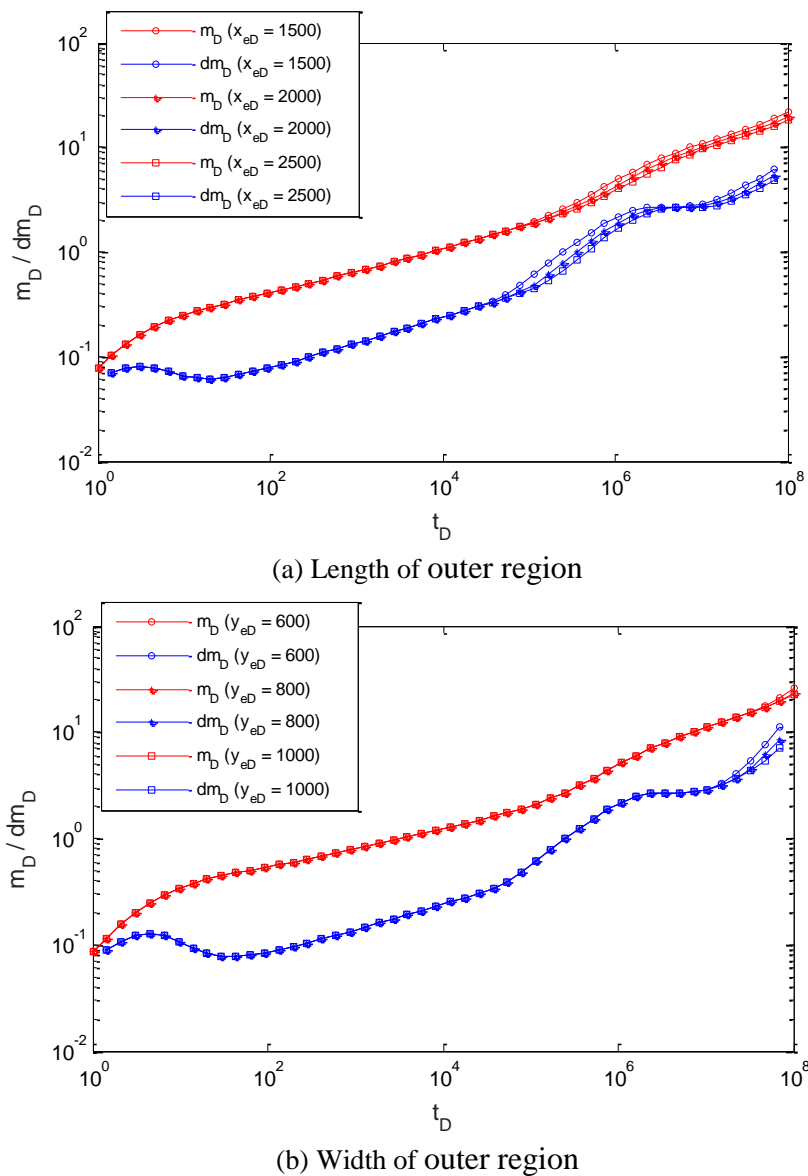 10^2
10^1
10^0
10^-1
10^-2
m_D / dm_D
m_D (x_eD = 1500)
dm_D (x_eD = 1500)
m_D (x_eD = 2000)
dm_D (x_eD = 2000)
m_D (x_eD = 2500)
dm_D (x_eD = 2500)
10^0 10^2 10^4 10^6 10^8
t_D
(a) Length of outer region
10^2
10^1
10^0
10^-1
10^-2
m_D / dm_D
m_D (y_eD = 600)
dm_D (y_eD = 600)
m_D (y_eD = 800)
dm_D (y_eD = 800)
m_D (y_eD = 1000)
dm_D (y_eD = 1000)
10^0 10^2 10^4 10^6 10^8
t_D
(b) Width of outer region